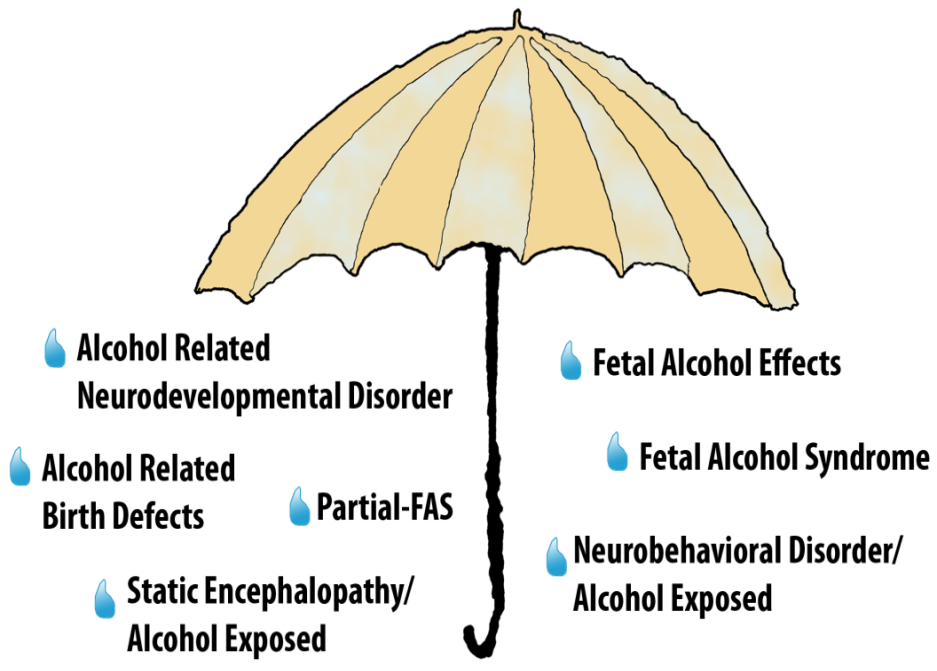 Alcohol Related
Neurodevelopmental Disorder
Alcohol Related
Birth Defects
Partial-FAS
Static Encephalopathy/
Alcohol Exposed
Fetal Alcohol Effects
Fetal Alcohol Syndrome
Neurobehavioral Disorder/
Alcohol Exposed